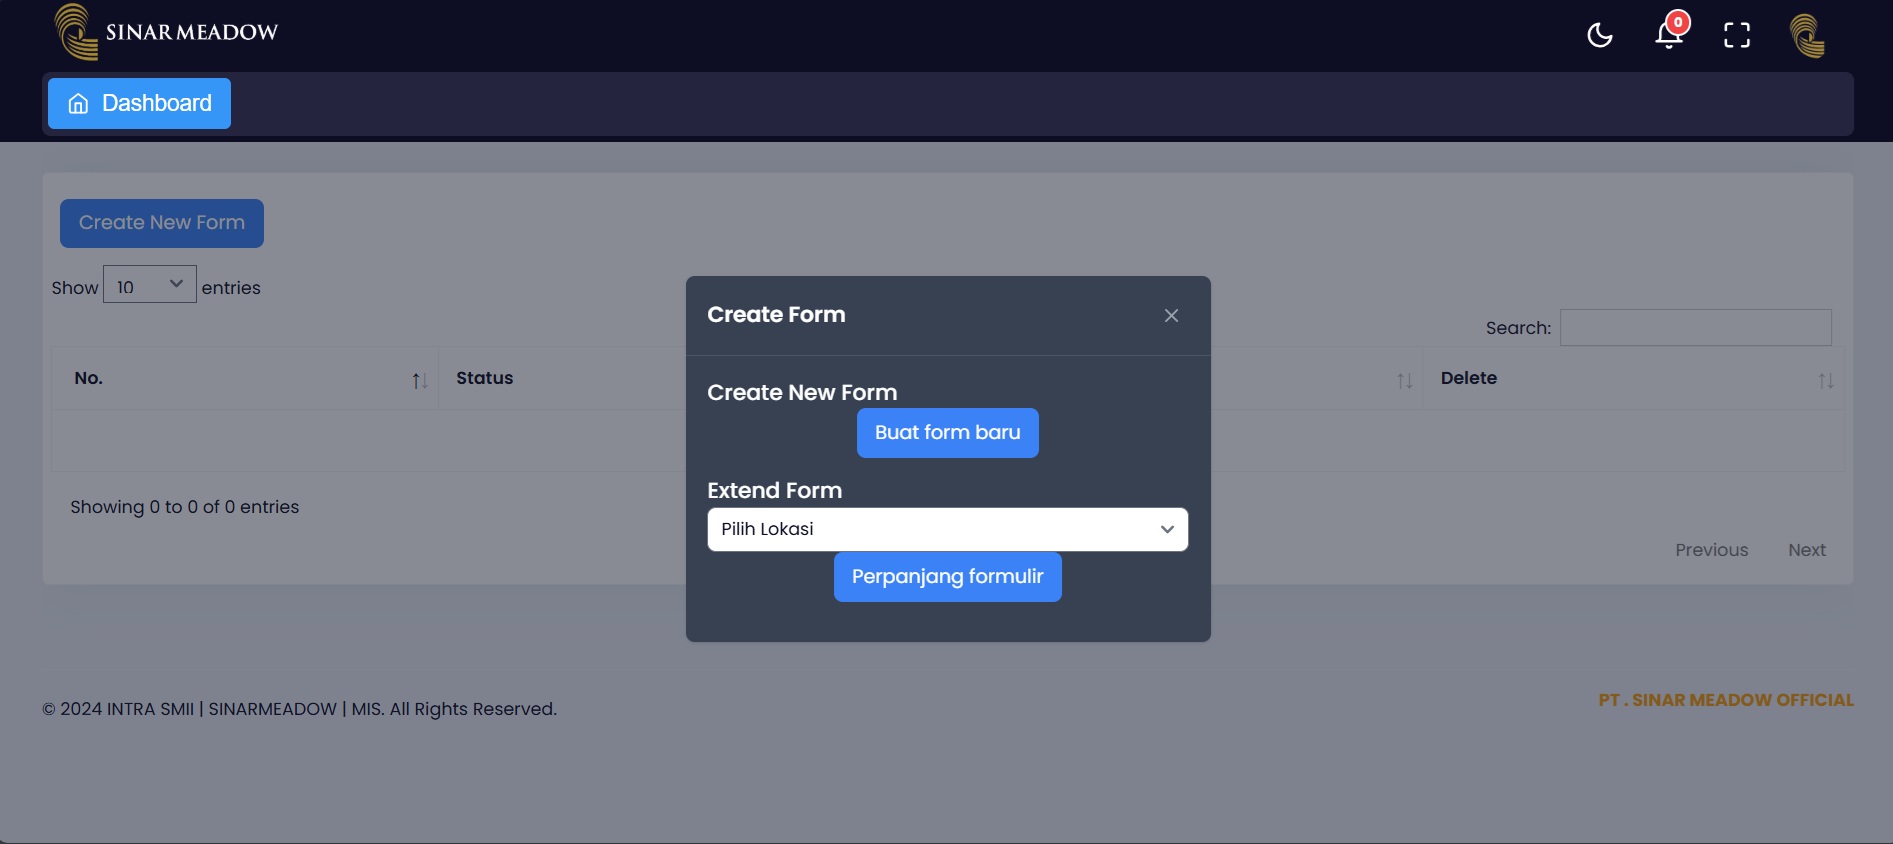 SINAR MEADOW
0
Dashboard
Create New Form
Show 10 entries
Search:
No. Status Delete
Showing 0 to 0 of 0 entries
Previous Next
Create Form
Create New Form
Buat form baru
Extend Form
Pilih Lokasi
Perpanjang formulir
© 2024 INTRA SMII | SINARMEADOW | MIS. All Rights Reserved.
PT . SINAR MEADOW OFFICIAL